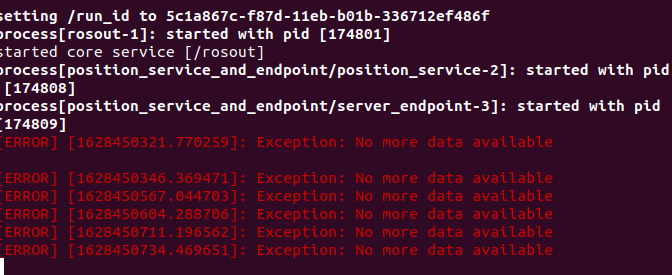 setting /run_id to 5c1a867c-f87d-11eb-b01b-336712ef486f
process[rosout-1]: started with pid [174801]
started core service [/rosout]
process[position_service_and_endpoint/position_service-2]: started with pid
[174808]
process[position_service_and_endpoint/server_endpoint-3]: started with pid
[174809]
[ERROR] [1628450321.770259]: Exception: No more data available
[ERROR] [1628450346.369471]: Exception: No more data available
[ERROR] [1628450567.044703]: Exception: No more data available
[ERROR] [1628450604.288706]: Exception: No more data available
[ERROR] [1628450711.196562]: Exception: No more data available
[ERROR] [1628450734.469651]: Exception: No more data available